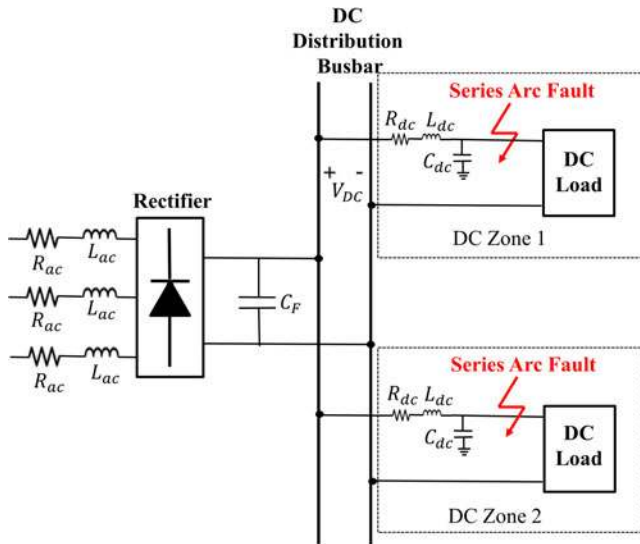 DC
Distribution
Busbar
Series Arc Fault
R_dc L_dc
C_dc
DC
Load
+ -
V_DC
DC Zone 1
Rectifier
R_ac L_ac
R_ac L_ac
R_ac L_ac
C_F
Series Arc Fault
R_dc L_dc
C_dc
DC
Load
DC Zone 2